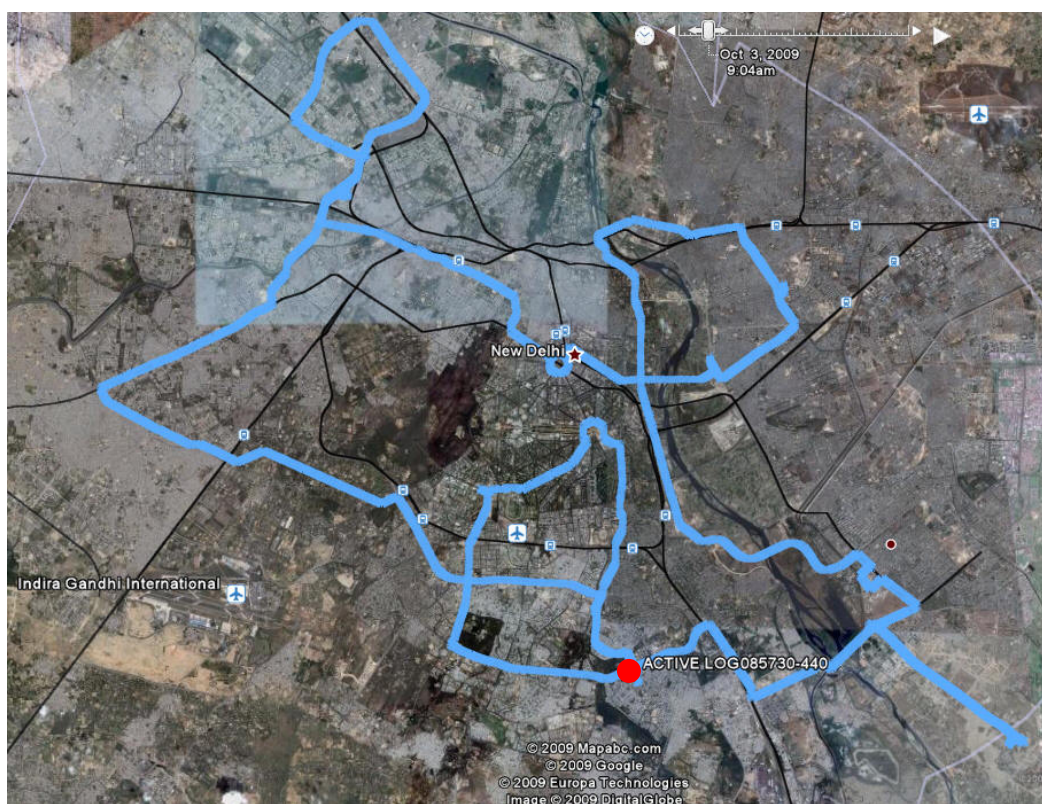 Oct 3, 2009
9:04am
New Delhi
Indira Gandhi International
ACTIVE LOG085730-440
© 2009 Mapabc.com
© 2009 Google
© 2009 Europa Technologies
Image © 2009 DigitalGlobe